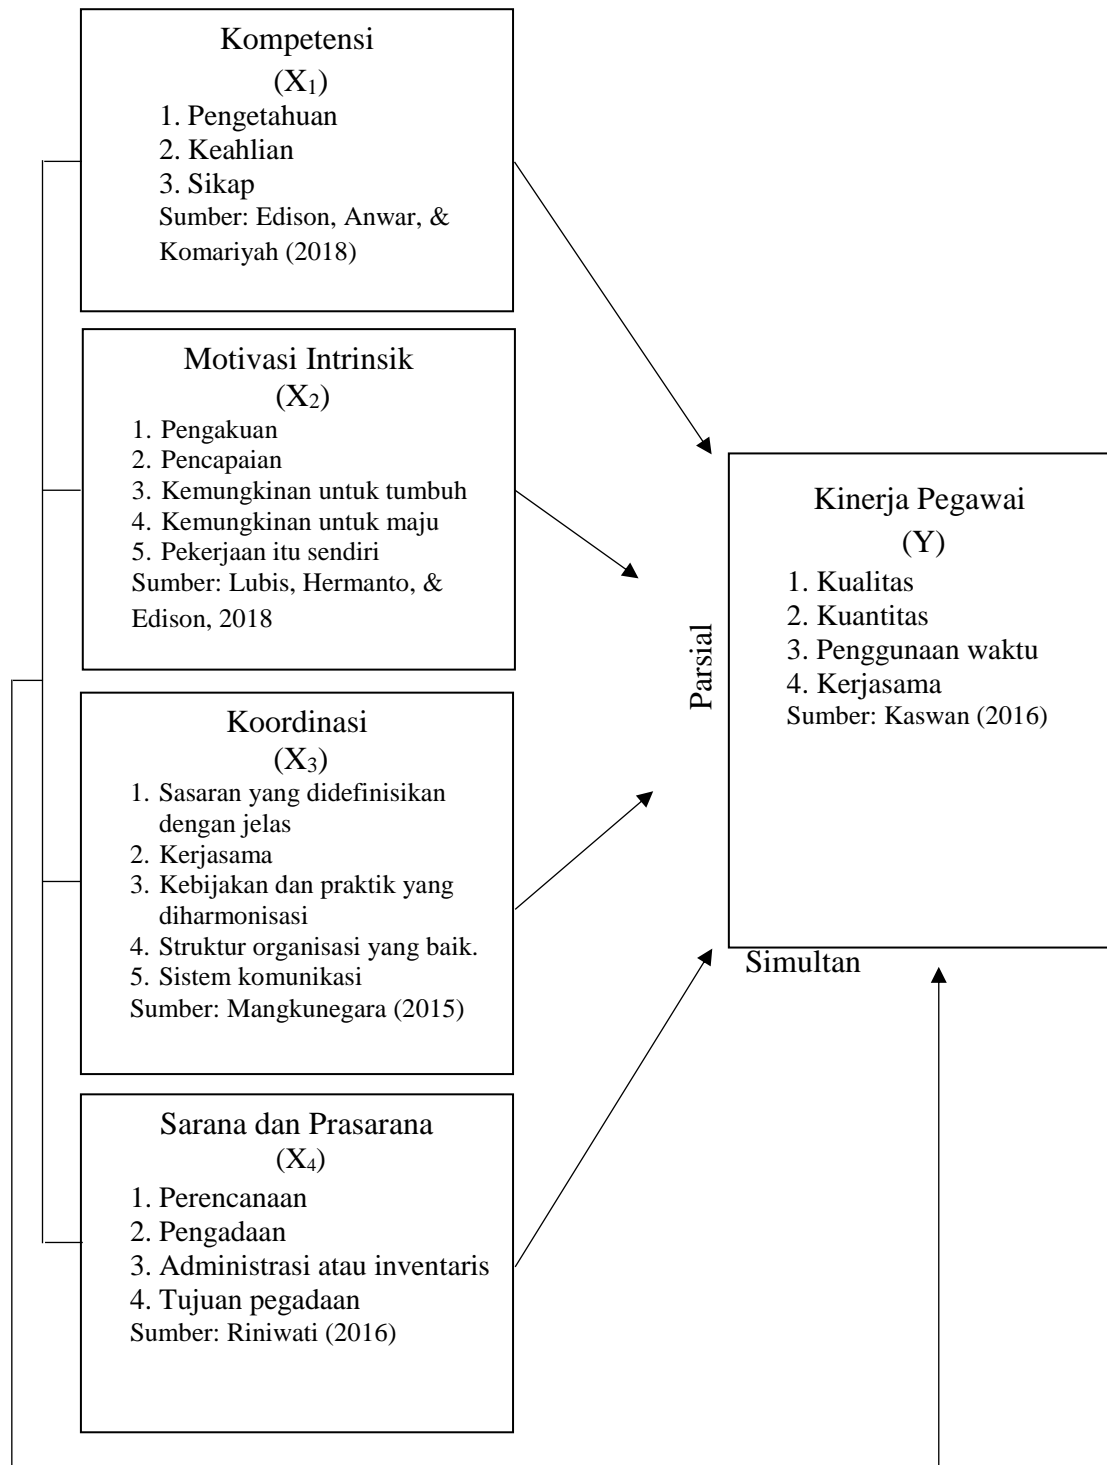 Kompetensi
(X₁)
1. Pengetahuan
2. Keahlian
3. Sikap
Sumber: Edison, Anwar, &
Komariyah (2018)
Motivasi Intrinsik
(X₂)
1. Pengakuan
2. Pencapaian
3. Kemungkinan untuk tumbuh
4. Kemungkinan untuk maju
5. Pekerjaan itu sendiri
Sumber: Lubis, Hermanto, &
Edison, 2018
Koordinasi
(X₃)
1. Sasaran yang didefinisikan
dengan jelas
2. Kerjasama
3. Kebijakan dan praktik yang
diharmonisasi
4. Struktur organisasi yang baik.
5. Sistem komunikasi
Sumber: Mangkunegara (2015)
Sarana dan Prasarana
(X₄)
1. Perencanaan
2. Pengadaan
3. Administrasi atau inventaris
4. Tujuan pegadaan
Sumber: Riniwati (2016)
Parsial
Kinerja Pegawai
(Y)
1. Kualitas
2. Kuantitas
3. Penggunaan waktu
4. Kerjasama
Sumber: Kaswan (2016)
Simultan